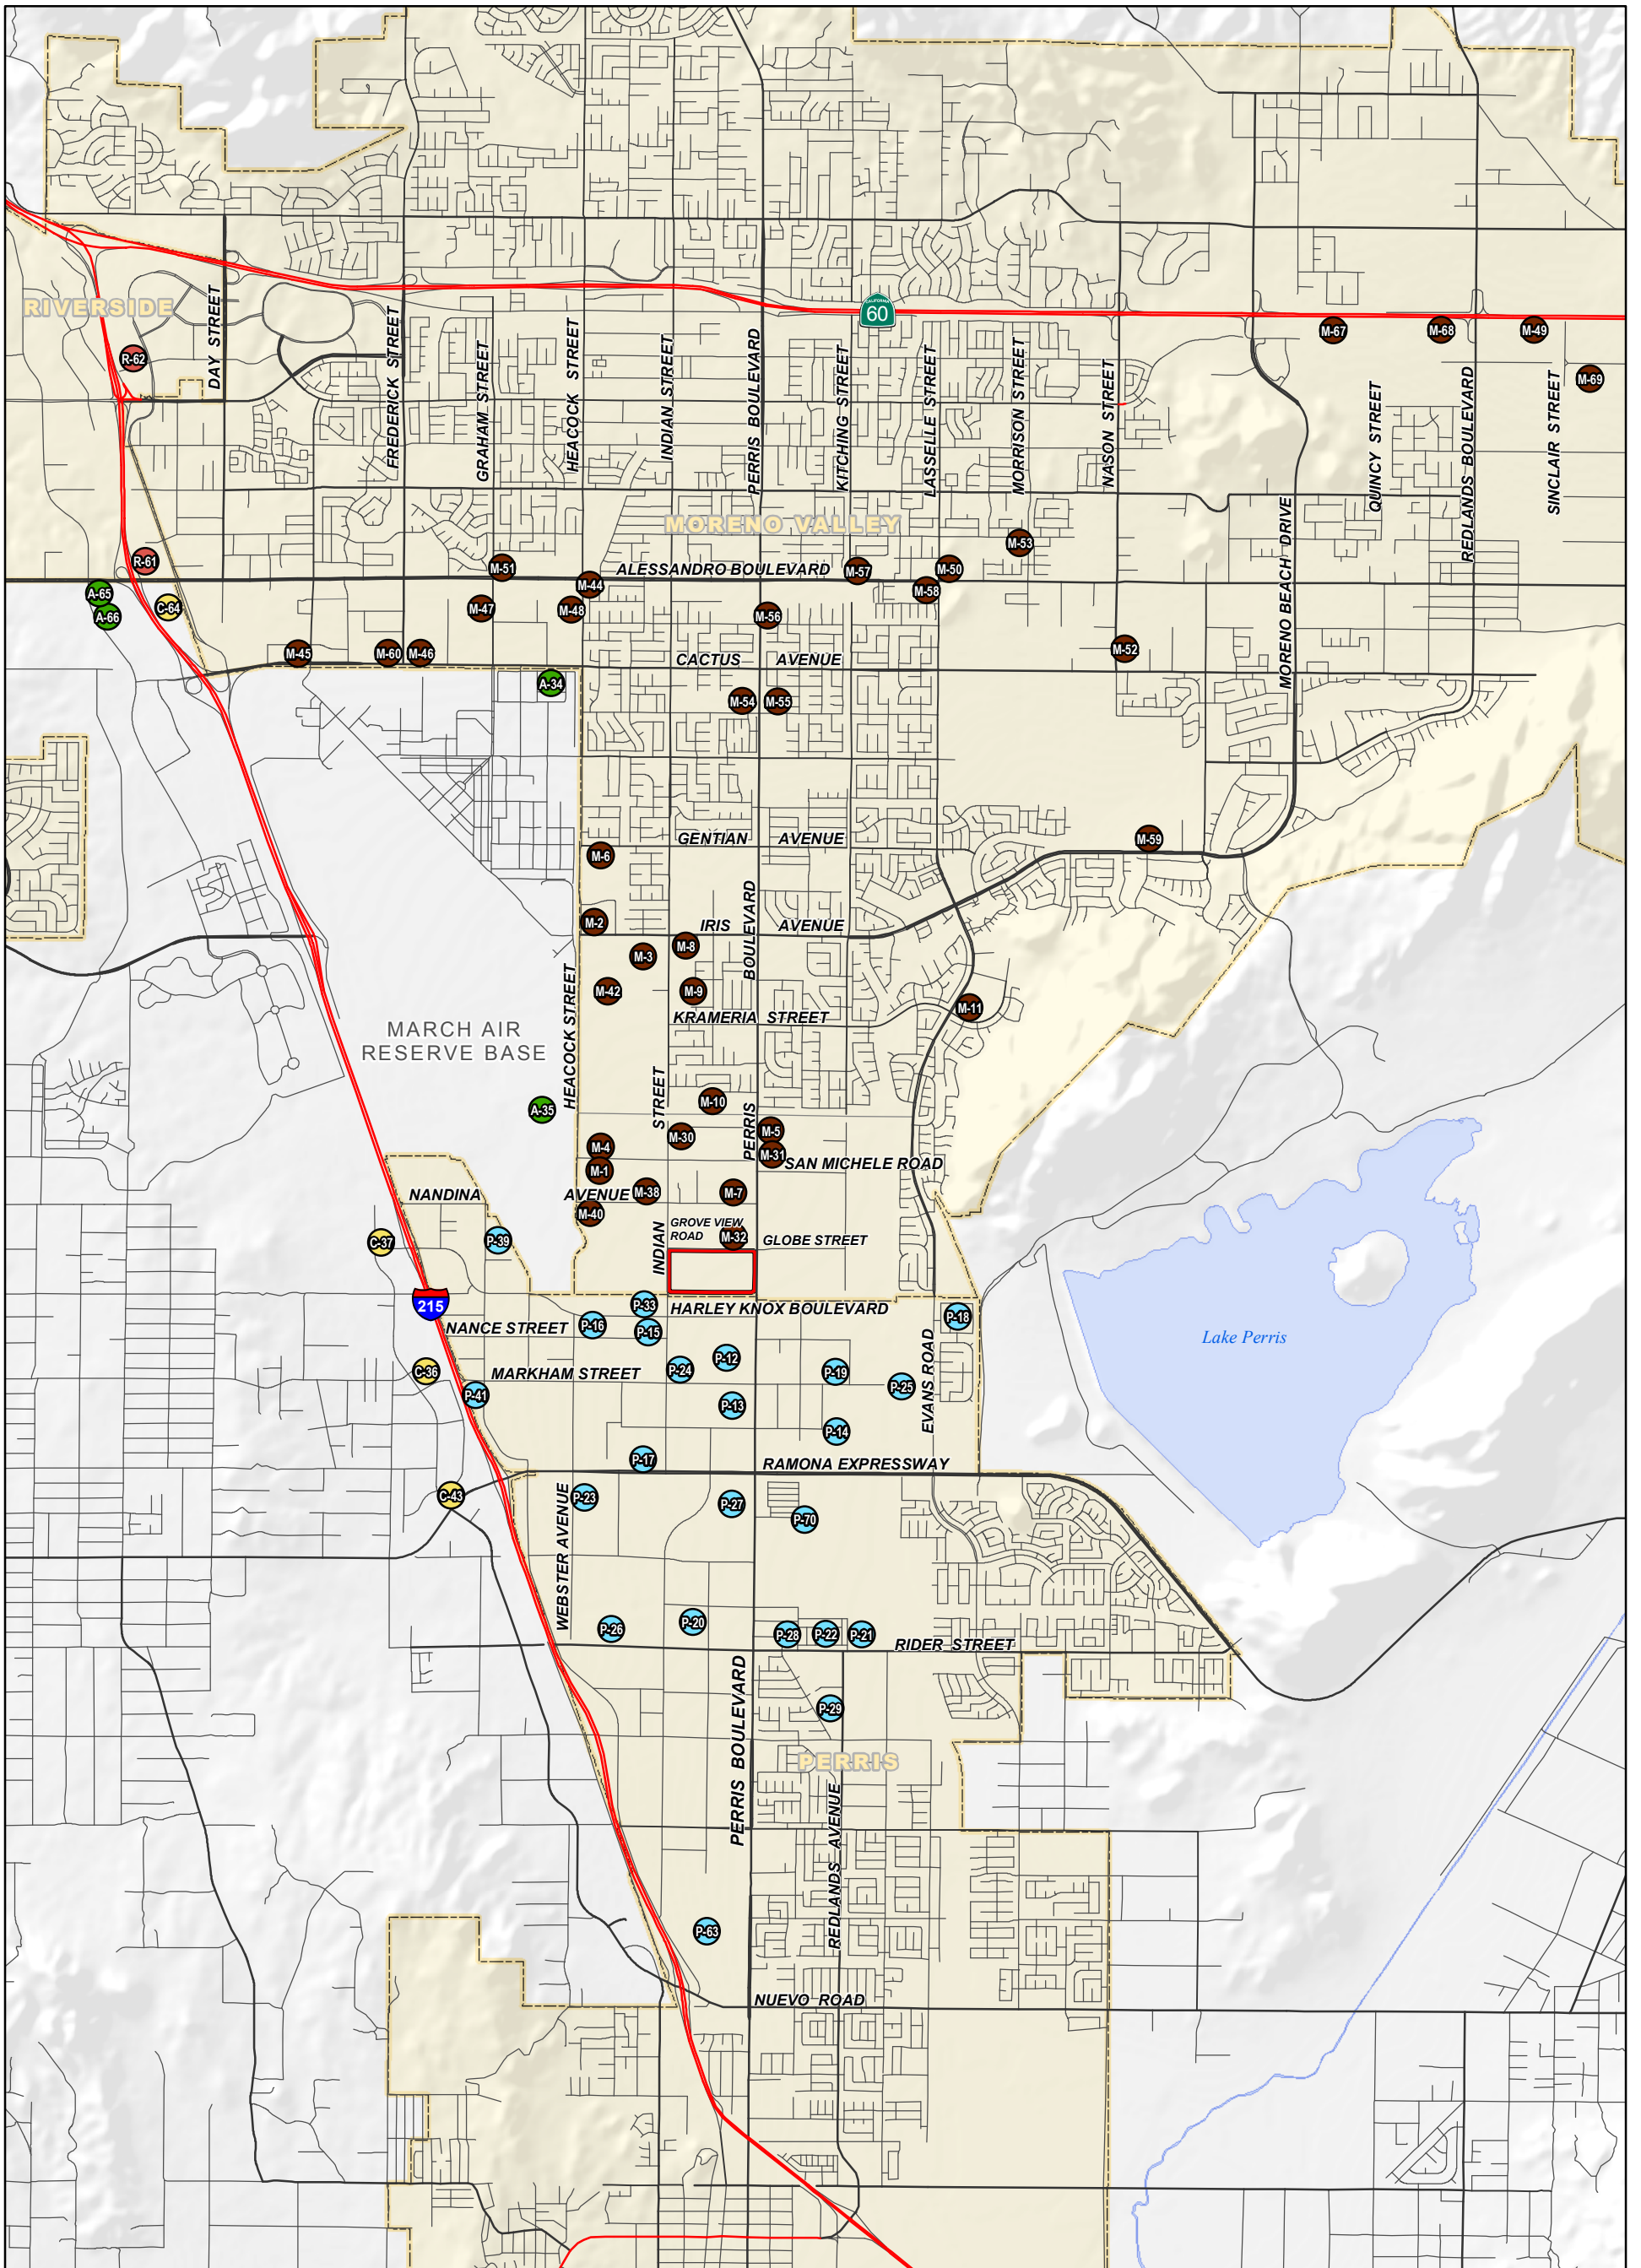 CALIFORNIA
60
RIVERSIDE
DAY STREET
FREDERICK STREET
GRAHAM STREET
HEACOCK STREET
INDIAN STREET
PERRIS BOULEVARD
KITCHING STREET
LASSELLE STREET
MORRISON STREET
NASON STREET
MORENO BEACH DRIVE
QUINCY STREET
REDLANDS BOULEVARD
SINCLAIR STREET
R-62
M-67
M-68
M-49
M-69
MORENO VALLEY
M-53
R-61
M-51
ALESSANDRO BOULEVARD
M-57
M-50
M-44
M-58
A-65
A-66
C-64
M-47
M-48
M-56
M-45
M-60
M-46
M-52
CACTUS AVENUE
A-34
M-54
M-55
GENTIAN AVENUE
M-59
M-6
M-2
IRIS AVENUE
BOULEVARD
M-8
M-3
M-42
M-9
M-11
KRAMERIA STREET
MARCH AIR
RESERVE BASE
HEACOCK STREET
STREET
PERRIS
A-35
M-10
M-30
M-5
M-4
M-31
SAN MICHELE ROAD
M-1
NANDINA AVENUE
M-38
M-7
M-40
GROVE VIEW
ROAD
M-32
GLOBE STREET
INDIAN
C-37
P-39
215
P-33
HARLEY KNOX BOULEVARD
P-18
NANCE STREET
P-16
P-15
Lake Perris
P-12
C-36
MARKHAM STREET
P-24
P-19
P-25
EVANS ROAD
P-41
P-13
P-14
P-17
RAMONA EXPRESSWAY
C-43
P-23
P-27
P-70
WEBSTER AVENUE
P-26
P-20
P-28
P-22
P-21
RIDER STREET
P-29
PERRIS BOULEVARD
PERRIS
REDLANDS AVENUE
P-63
NUEVO ROAD